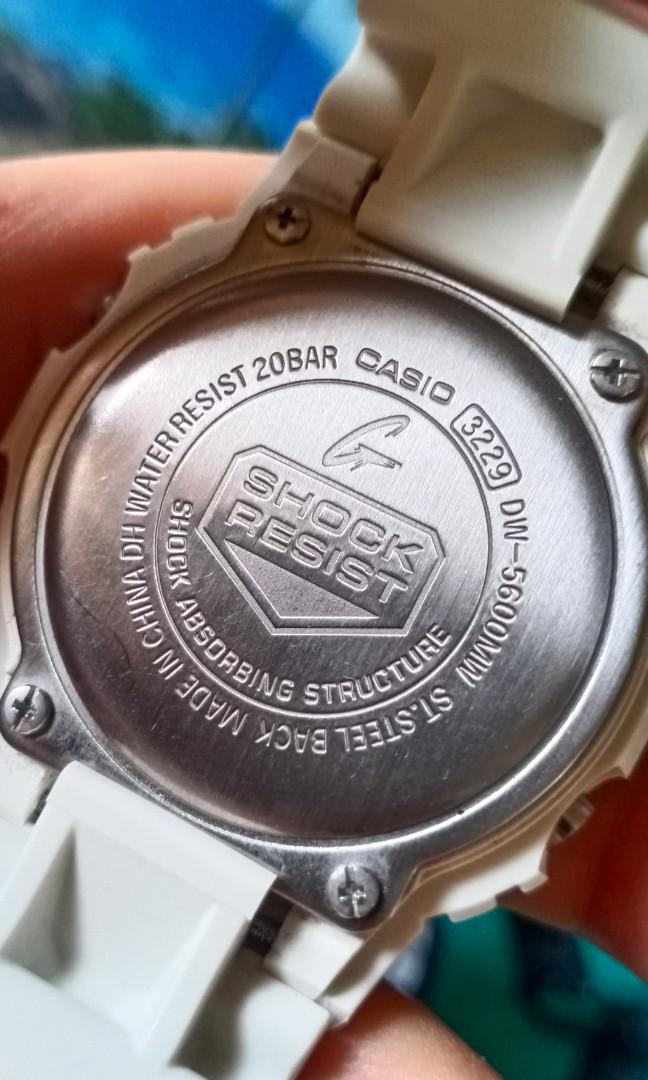 CASIO 3229 DW-5600MW ST.STEEL BACK MADE IN CHINA DH WATER RESIST 20BAR
G
SHOCK
RESIST
SHOCK ABSORBING STRUCTURE